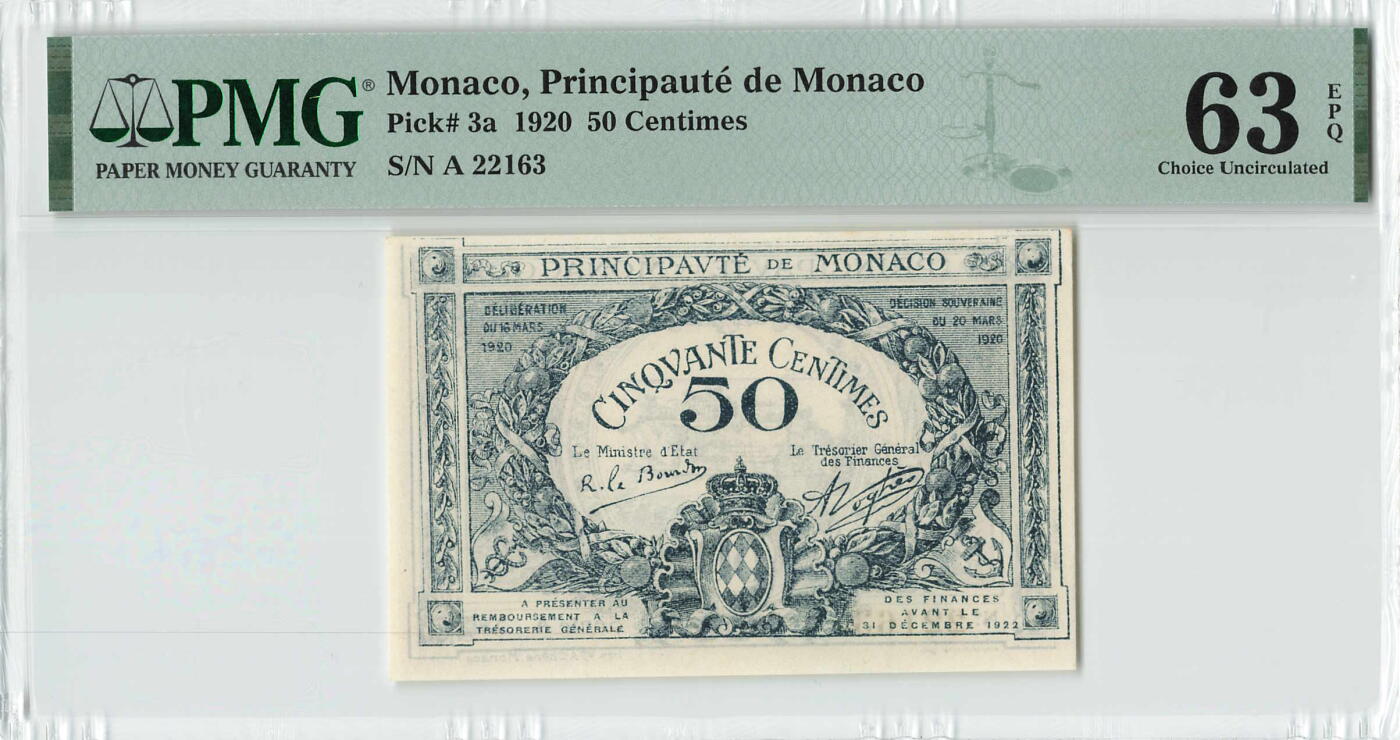 PMG®
PAPER MONEY GUARANTY
Monaco, Principauté de Monaco
Pick# 3a 1920 50 Centimes
S/N A 22163
63
EPQ
Choice Uncirculated
PRINCIPAVTÉ DE MONACO
DÉLIBÉRATION
DU 16 MARS
1920
DÉCISION SOUVERAINE
DU 20 MARS
1920
CINQVANTE CENTIMES
50
Le Ministre d'Etat
R. le Bourdon
Le Trésorier Général
des Finances
A PRÉSENTER AU
REMBOURSEMENT A LA
TRÉSORERIE GÉNÉRALE
DES FINANCES
AVANT LE
31 DÉCEMBRE 1922